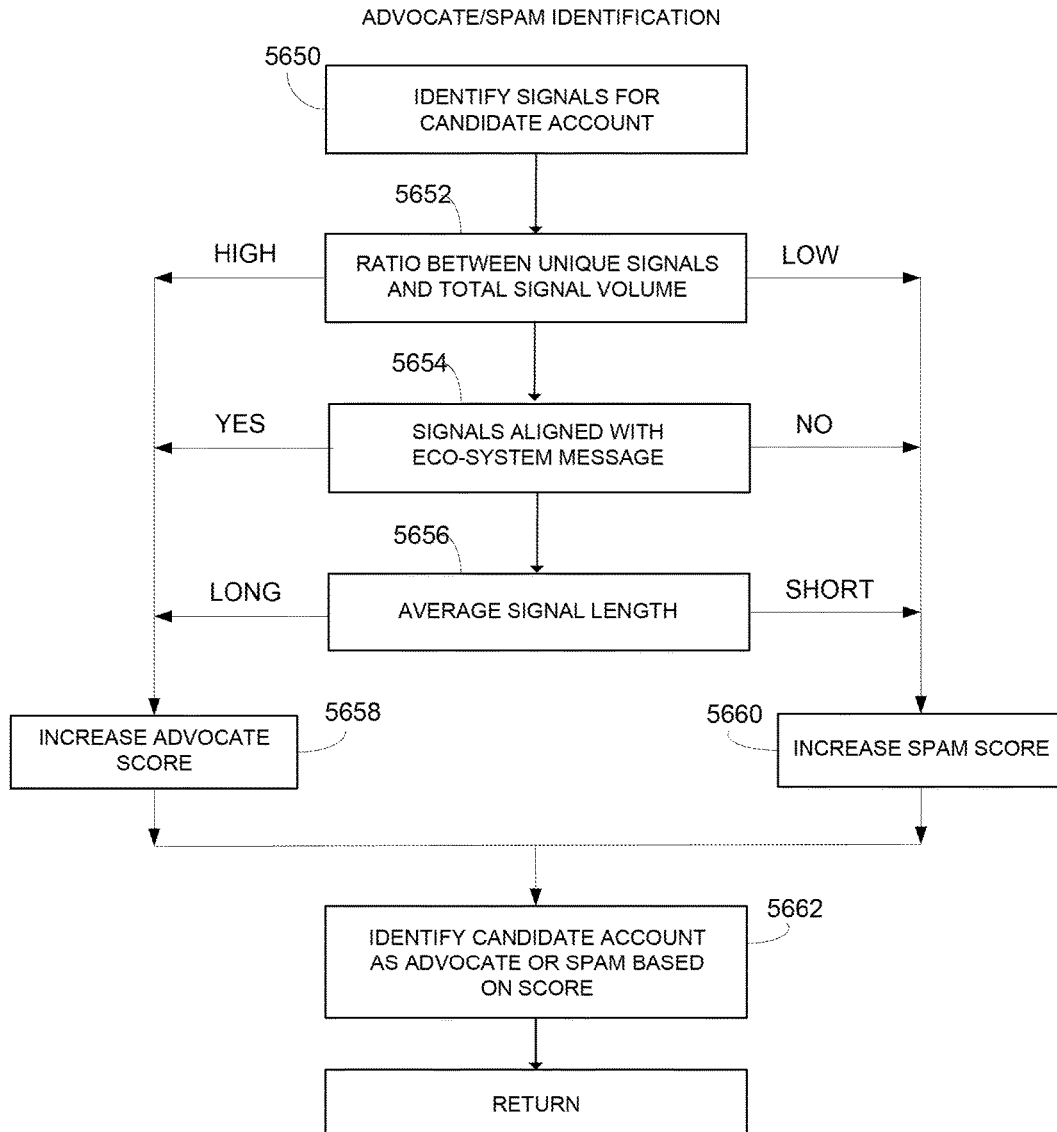 ADVOCATE/SPAM IDENTIFICATION
5650
IDENTIFY SIGNALS FOR
CANDIDATE ACCOUNT
5652
HIGH
RATIO BETWEEN UNIQUE SIGNALS
AND TOTAL SIGNAL VOLUME
LOW
5654
YES
SIGNALS ALIGNED WITH
ECO-SYSTEM MESSAGE
NO
5656
LONG
AVERAGE SIGNAL LENGTH
SHORT
INCREASE ADVOCATE
SCORE
5658
5660
INCREASE SPAM SCORE
5662
IDENTIFY CANDIDATE ACCOUNT
AS ADVOCATE OR SPAM BASED
ON SCORE
RETURN